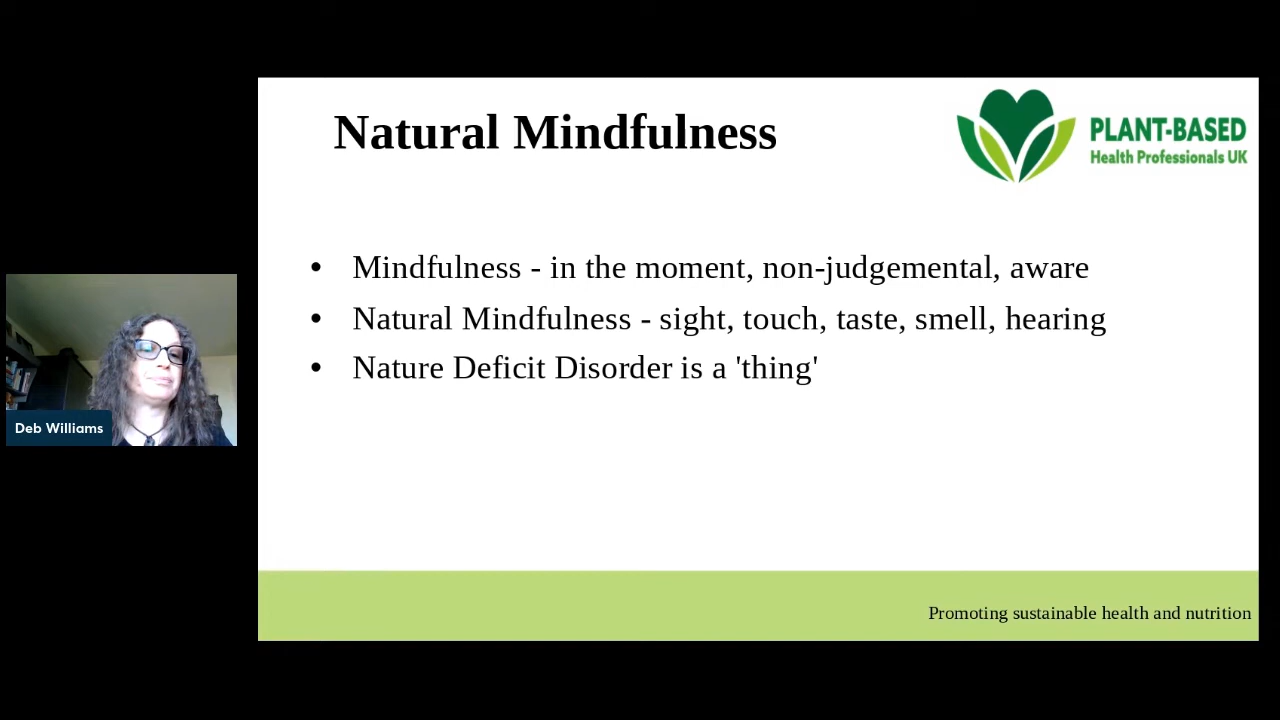 Natural Mindfulness
PLANT-BASED
Health Professionals UK
• Mindfulness - in the moment, non-judgemental, aware
• Natural Mindfulness - sight, touch, taste, smell, hearing
• Nature Deficit Disorder is a 'thing'
Deb Williams
Promoting sustainable health and nutrition